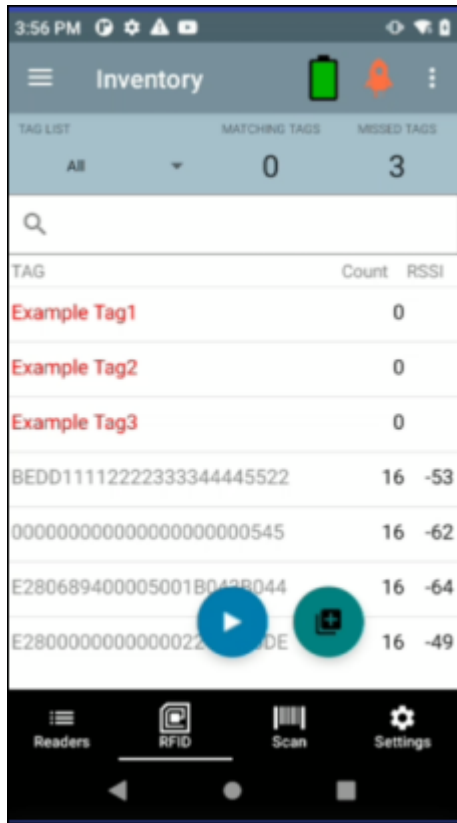 3:56 PM
Inventory
TAG LIST MATCHING TAGS MISSED TAGS
All 0 3
TAG Count RSSI
Example Tag1 0
Example Tag2 0
Example Tag3 0
BEDD11112222333344445522 16 -53
000000000000000000000545 16 -62
16 -64
16 -49
Readers RFID Scan Settings